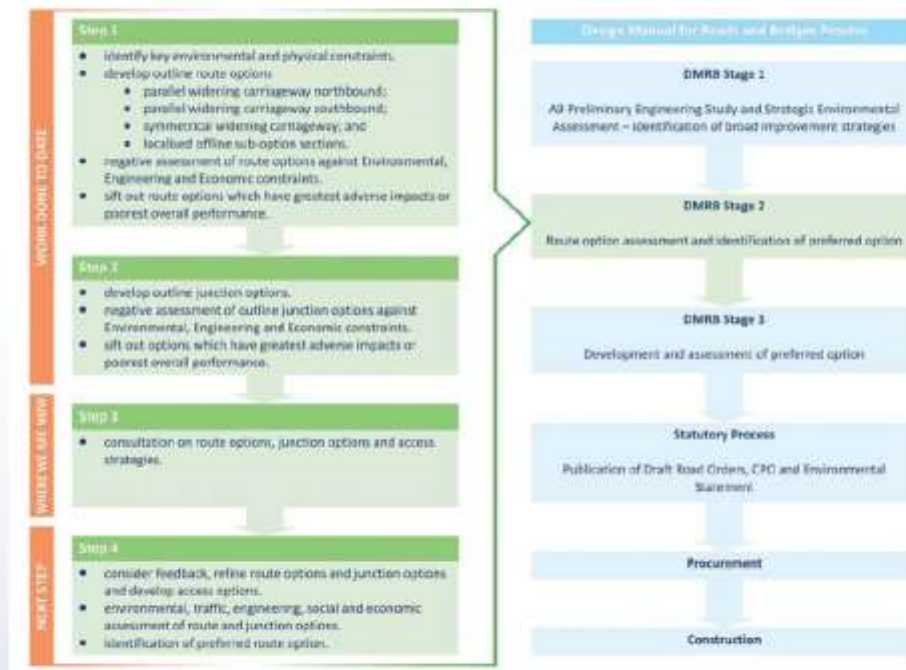 WORK DONE TO DATE
Step 1
• identify key environmental and physical constraints.
• develop outline route options
• parallel widening carriageway northbound;
• parallel widening carriageway southbound;
• symmetrical widening carriageway; and
• localised offline sub-option sections.
• negative assessment of route options against Environmental,
Engineering and Economic constraints.
• sift out route options which have greatest adverse impacts or
poorest overall performance.
Step 2
• develop outline junction options.
• negative assessment of outline junction options against
Environmental, Engineering and Economic constraints.
• sift out options which have greatest adverse impacts or
poorest overall performance.
WHERE WE ARE NOW
Step 3
• consultation on route options, junction options and access
strategies.
NEXT STEP
Step 4
• consider feedback, refine route options and junction options
and develop access options.
• environmental, traffic, engineering, social and economic
assessment of route and junction options.
• identification of preferred route option.
Design Manual for Roads and Bridges Process
DMRB Stage 1
A9 Preliminary Engineering Study and Strategic Environmental
Assessment – identification of broad improvement strategies
DMRB Stage 2
Route option assessment and identification of preferred option
DMRB Stage 3
Development and assessment of preferred option
Statutory Process
Publication of Draft Road Orders, CPO and Environmental
Statement
Procurement
Construction